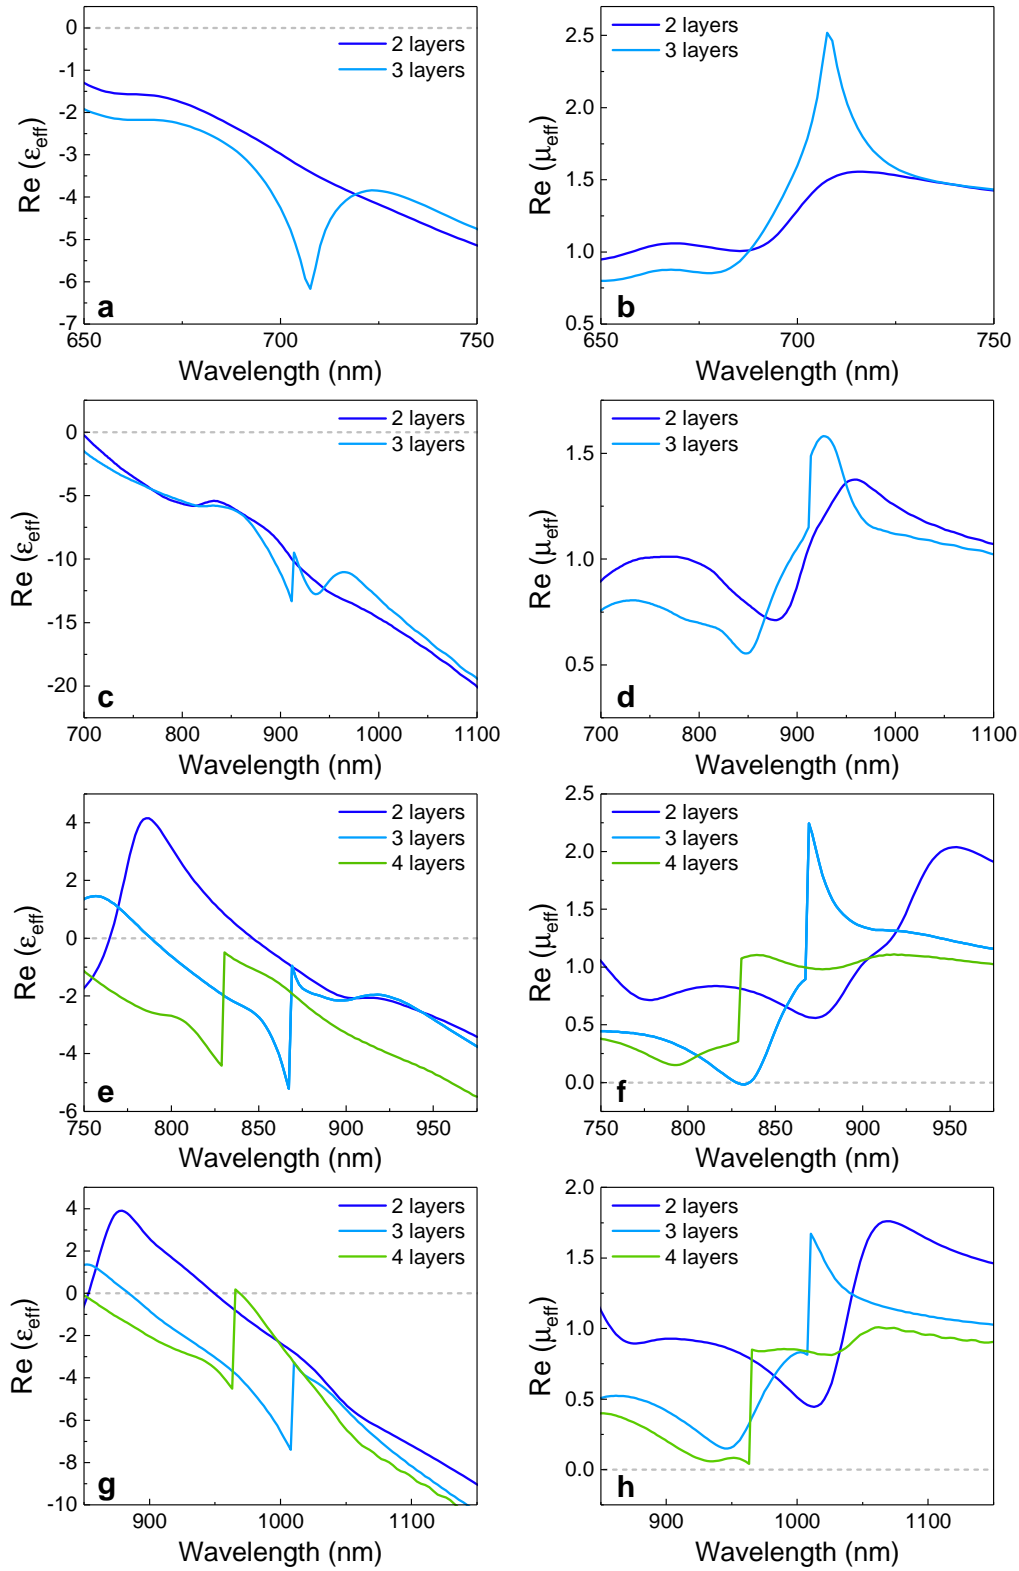 0
-1
-2
-3
-4
-5
-6
-7
Re (εeff)
2 layers
3 layers
a
650
700
750
Wavelength (nm)
2.5
2.0
1.5
1.0
0.5
Re (μeff)
2 layers
3 layers
b
650
700
750
Wavelength (nm)
0
-5
-10
-15
-20
Re (εeff)
2 layers
3 layers
c
700
800
900
1000
1100
Wavelength (nm)
1.5
1.0
0.5
Re (μeff)
2 layers
3 layers
d
700
800
900
1000
1100
Wavelength (nm)
4
2
0
-2
-4
-6
Re (εeff)
2 layers
3 layers
4 layers
e
750
800
850
900
950
Wavelength (nm)
2.5
2.0
1.5
1.0
0.5
0.0
Re (μeff)
2 layers
3 layers
4 layers
f
750
800
850
900
950
Wavelength (nm)
4
2
0
-2
-4
-6
-8
-10
Re (εeff)
2 layers
3 layers
4 layers
g
900
1000
1100
Wavelength (nm)
2.0
1.5
1.0
0.5
0.0
Re (μeff)
2 layers
3 layers
4 layers
h
900
1000
1100
Wavelength (nm)